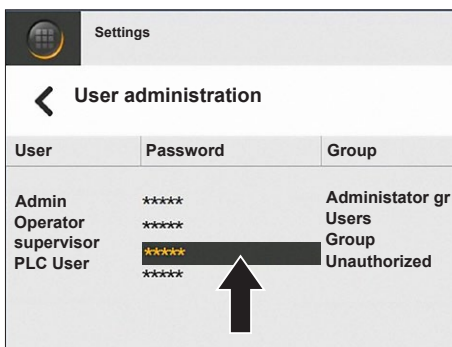 Settings
User administration
User Password Group
Admin ***** Administator gr
Operator ***** Users
supervisor ***** Group
PLC User ***** Unauthorized